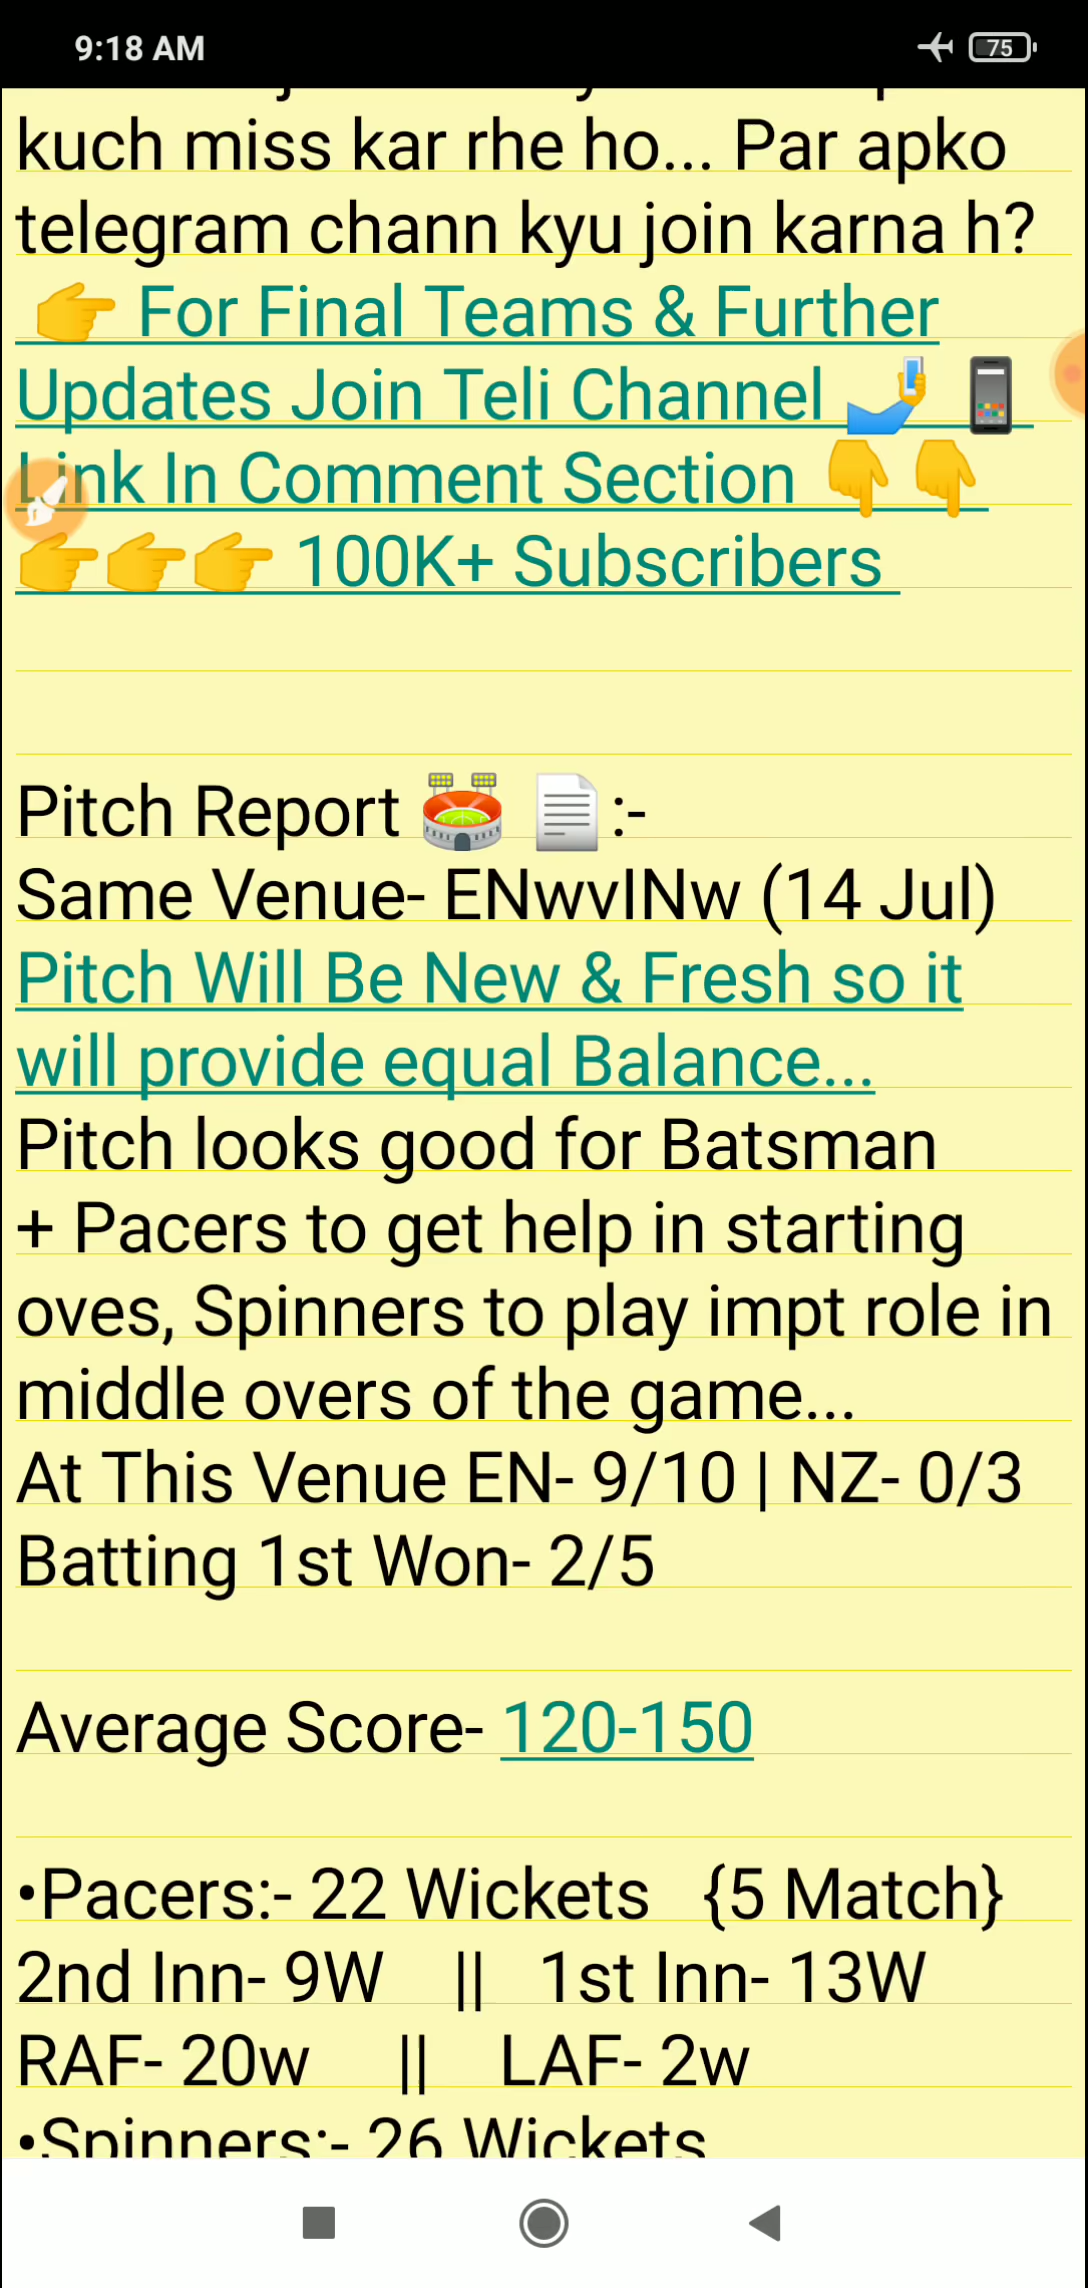 9:18 AM
75
kuch miss kar rhe ho... Par apko
telegram chann kyu join karna h?
👉 For Final Teams & Further
Updates Join Teli Channel 🤳 📱
Link In Comment Section 👇👇
👉👉👉 100K+ Subscribers
Pitch Report 🏟 📄:-
Same Venue- ENwvINw (14 Jul)
Pitch Will Be New & Fresh so it
will provide equal Balance...
Pitch looks good for Batsman
+ Pacers to get help in starting
oves, Spinners to play impt role in
middle overs of the game...
At This Venue EN- 9/10 | NZ- 0/3
Batting 1st Won- 2/5
Average Score- 120-150
•Pacers:- 22 Wickets {5 Match}
2nd Inn- 9W || 1st Inn- 13W
RAF- 20w || LAF- 2w
•Spinners:- 26 Wickets